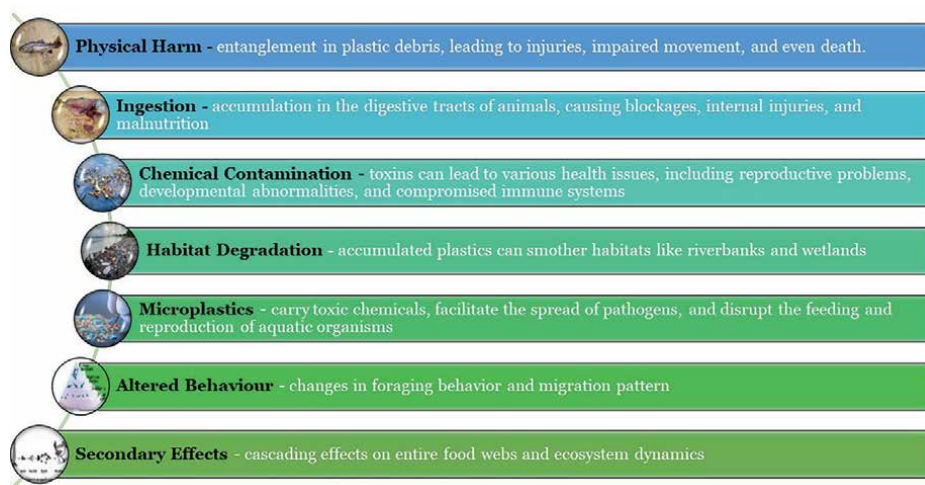 Physical Harm - entanglement in plastic debris, leading to injuries, impaired movement, and even death.
Ingestion - accumulation in the digestive tracts of animals, causing blockages, internal injuries, and
malnutrition
Chemical Contamination - toxins can lead to various health issues, including reproductive problems,
developmental abnormalities, and compromised immune systems
Habitat Degradation - accumulated plastics can smother habitats like riverbanks and wetlands
Microplastics - carry toxic chemicals, facilitate the spread of pathogens, and disrupt the feeding and
reproduction of aquatic organisms
Altered Behaviour - changes in foraging behavior and migration pattern
Secondary Effects - cascading effects on entire food webs and ecosystem dynamics